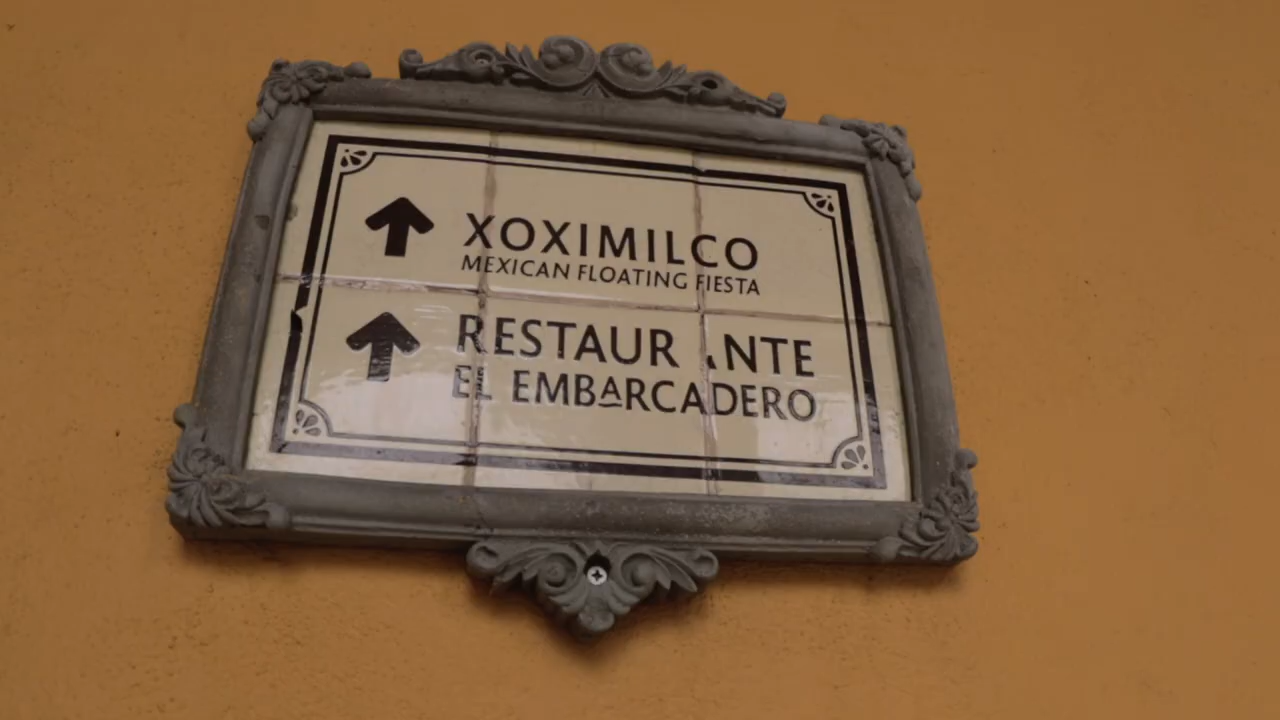 XOXIMILCO
MEXICAN FLOATING FIESTA
RESTAURANTE
EL EMBARCADERO